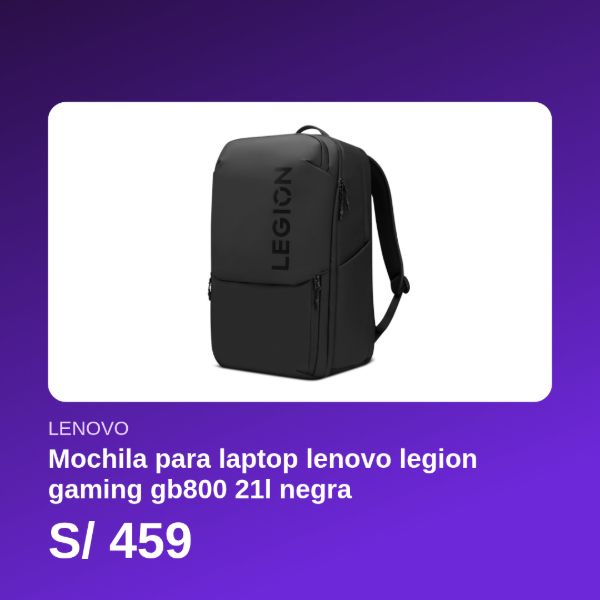 LEGION
LENOVO
Mochila para laptop lenovo legion
gaming gb800 21l negra
S/ 459